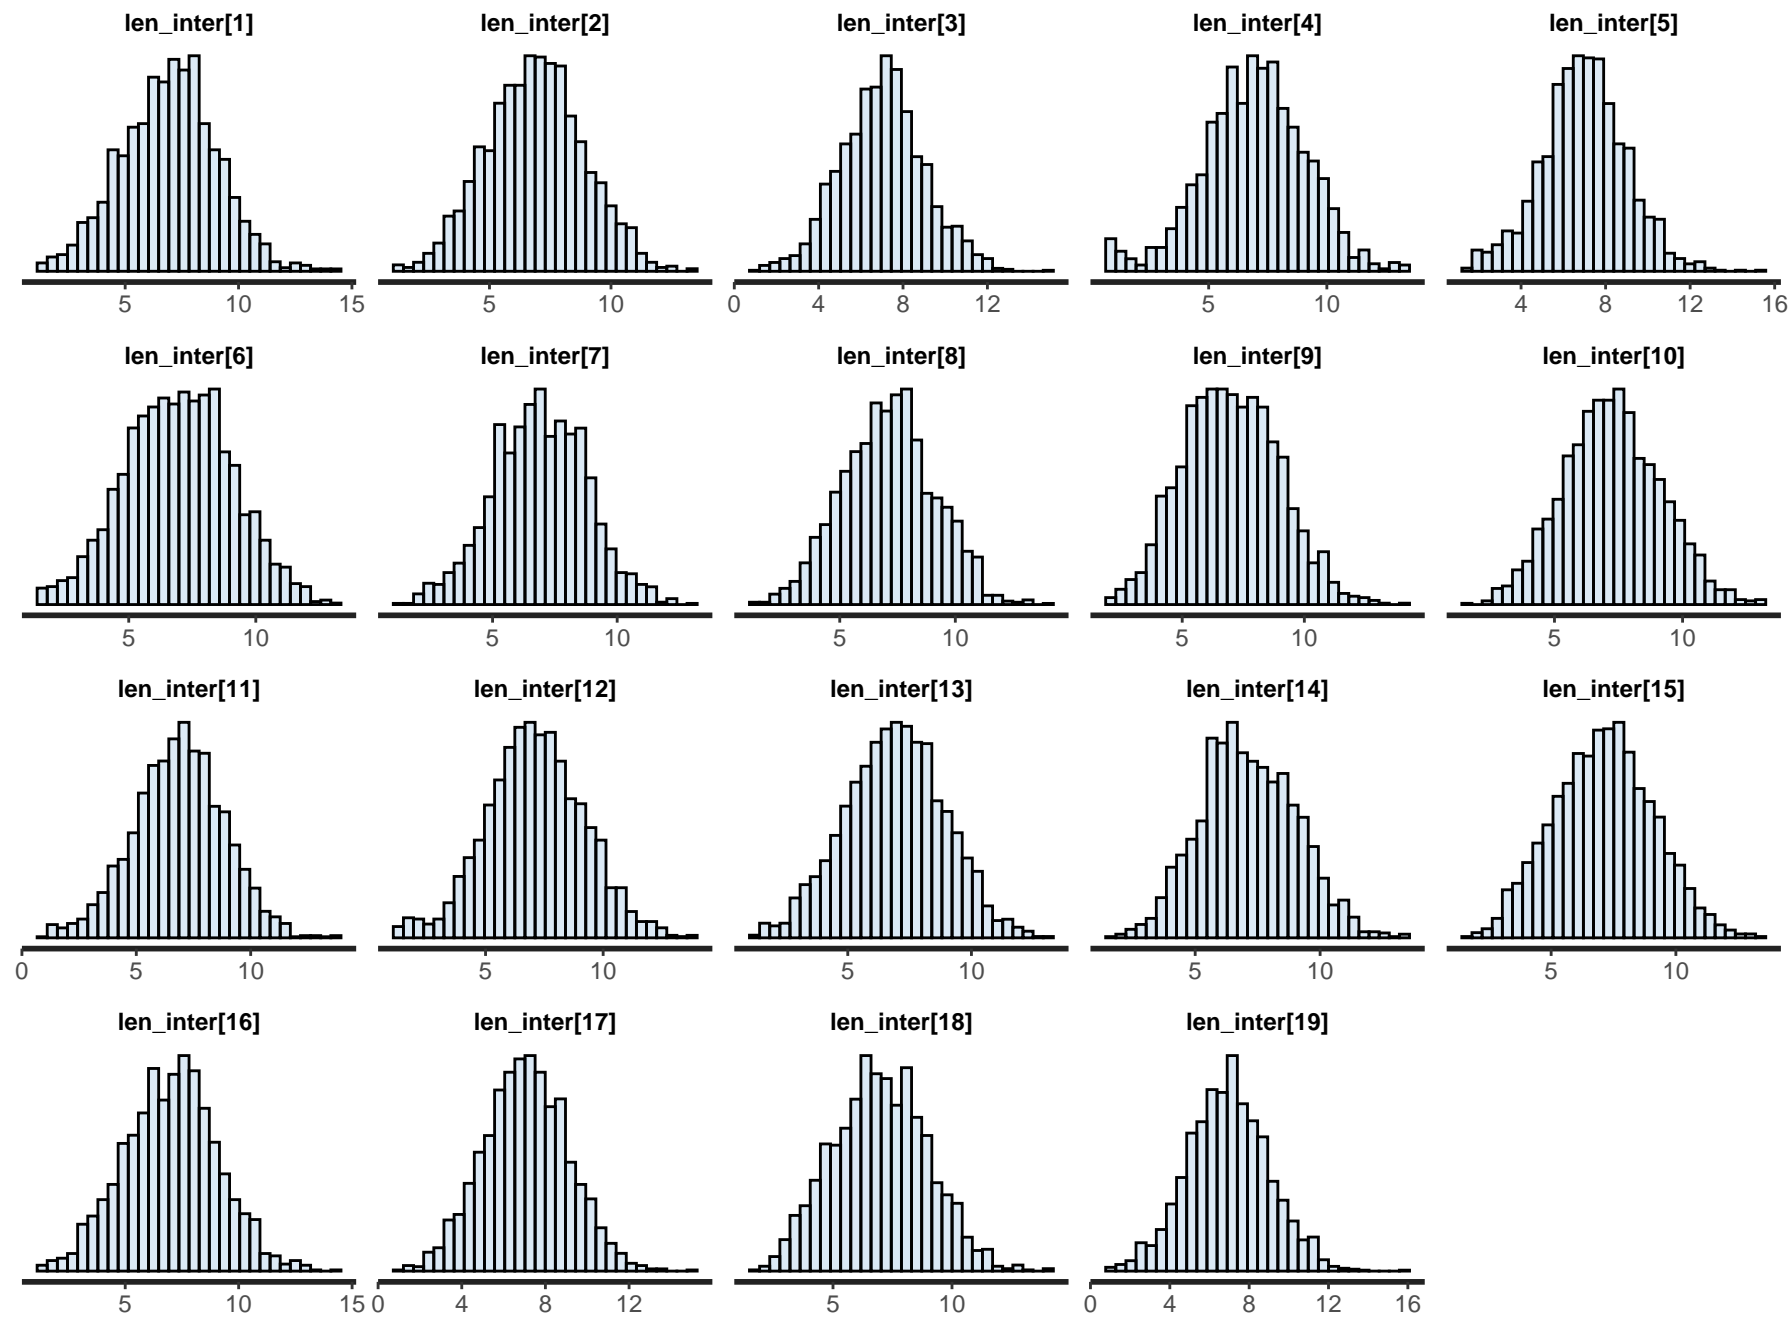 len_inter[1] len_inter[2] len_inter[3] len_inter[4] len_inter[5]
5 10 15 5 10 0 4 8 12 5 10 4 8 12 16
len_inter[6] len_inter[7] len_inter[8] len_inter[9] len_inter[10]
5 10 5 10 5 10 5 10 5 10
len_inter[11] len_inter[12] len_inter[13] len_inter[14] len_inter[15]
0 5 10 5 10 5 10 5 10 5 10
len_inter[16] len_inter[17] len_inter[18] len_inter[19]
5 10 15 0 4 8 12 5 10 0 4 8 12 16